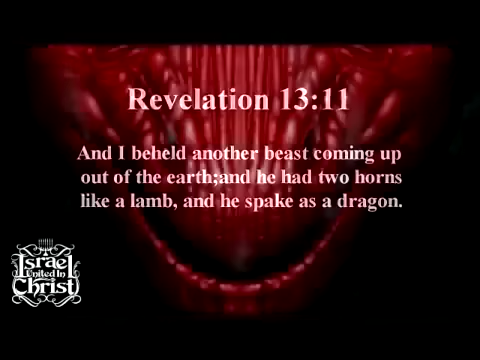 Revelation 13:11
And I beheld another beast coming up
out of the earth;and he had two horns
like a lamb, and he spake as a dragon.
Israel
United In
Christ